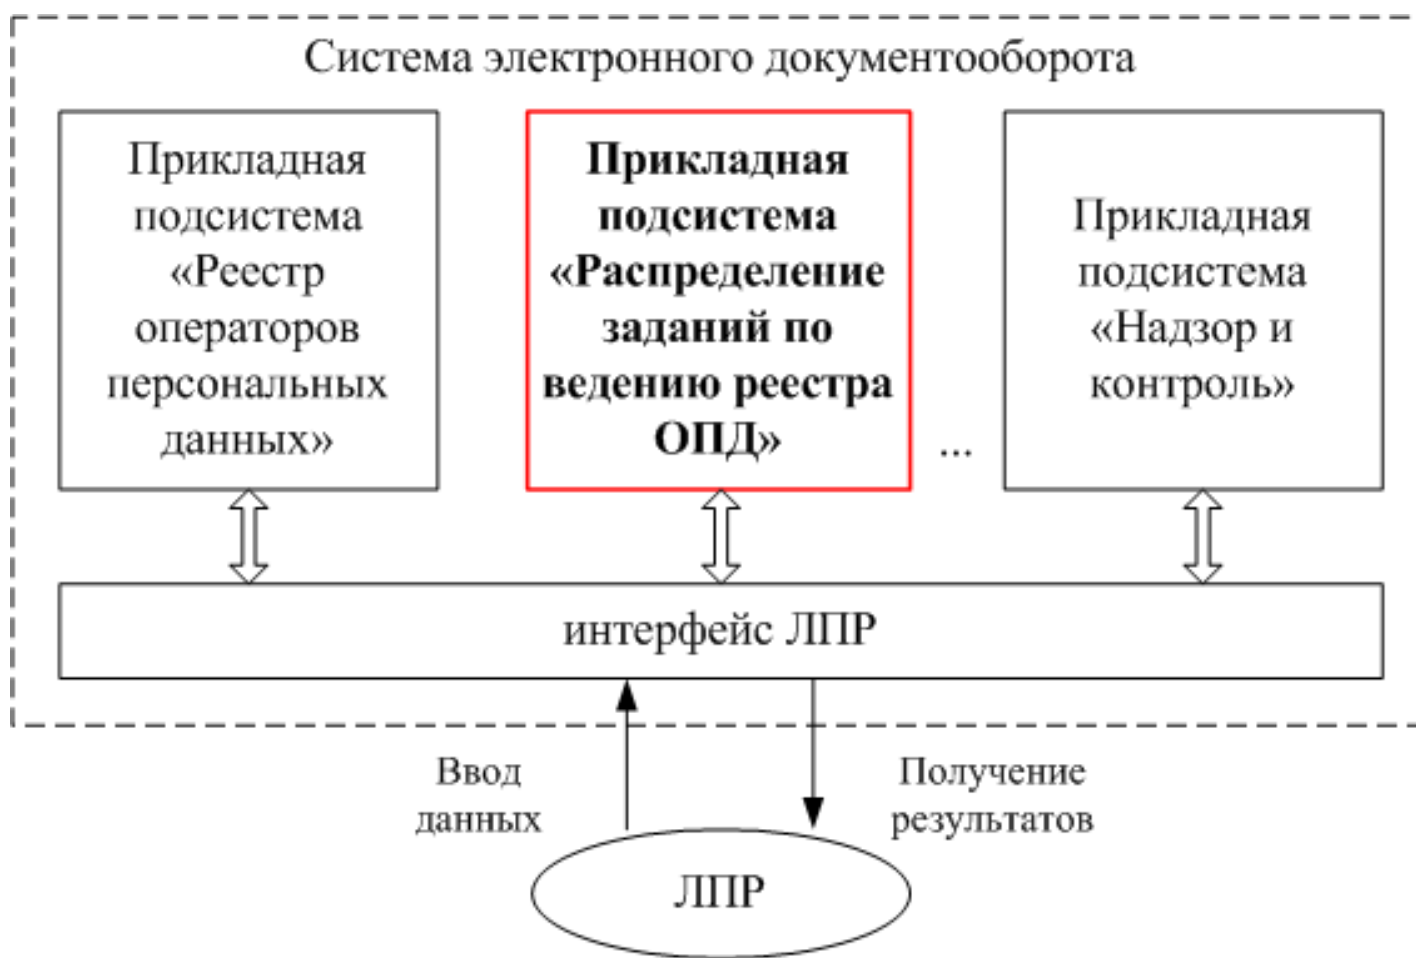 Система электронного документооборота
Прикладная
подсистема
«Реестр
операторов
персональных
данных»
Прикладная
подсистема
«Распределение
заданий по
ведению реестра
ОПД»
...
Прикладная
подсистема
«Надзор и
контроль»
интерфейс ЛПР
Ввод
данных
Получение
результатов
ЛПР